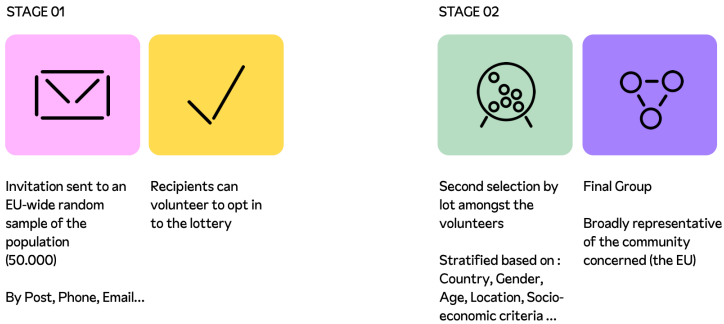 STAGE 01
Invitation sent to an
EU-wide random
sample of the
population
(50.000)
By Post, Phone, Email...
Recipients can
volunteer to opt in
to the lottery
STAGE 02
Second selection by
lot amongst the
volunteers
Stratified based on :
Country, Gender,
Age, Location, Socio-
economic criteria ...
Final Group
Broadly representative
of the community
concerned (the EU)